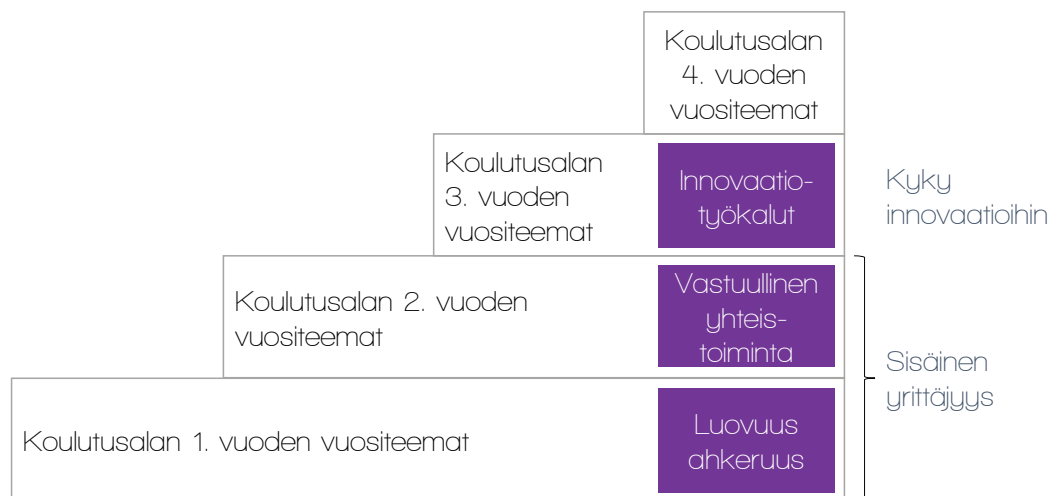 Koulutusalan
4. vuoden
vuositeemat
Koulutusalan
3. vuoden
vuositeemat
Innovaatio-
työkalut
Kyky
innovaatioihin
Koulutusalan 2. vuoden
vuositeemat
Vastuullinen
yhteis-
toiminta
Sisäinen
yrittäjyys
Koulutusalan 1. vuoden vuositeemat
Luovuus
ahkeruus